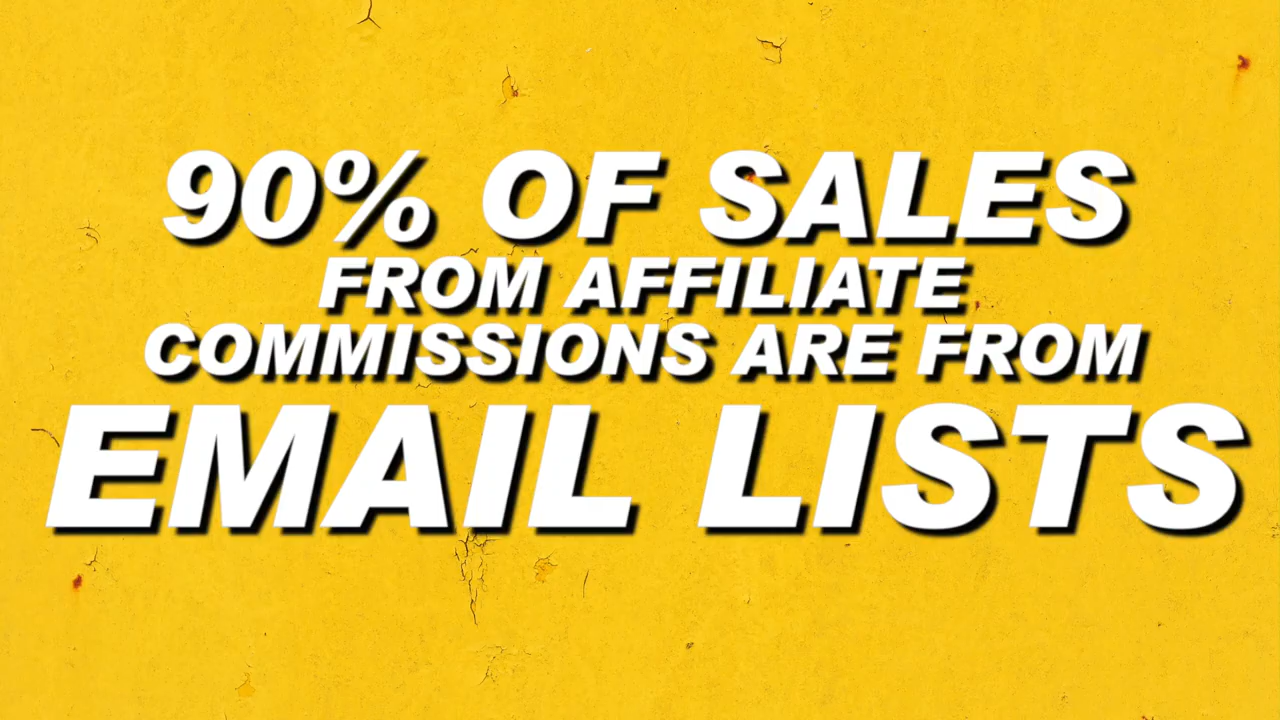 90% OF SALES
FROM AFFILIATE
COMMISSIONS ARE FROM
EMAIL LISTS